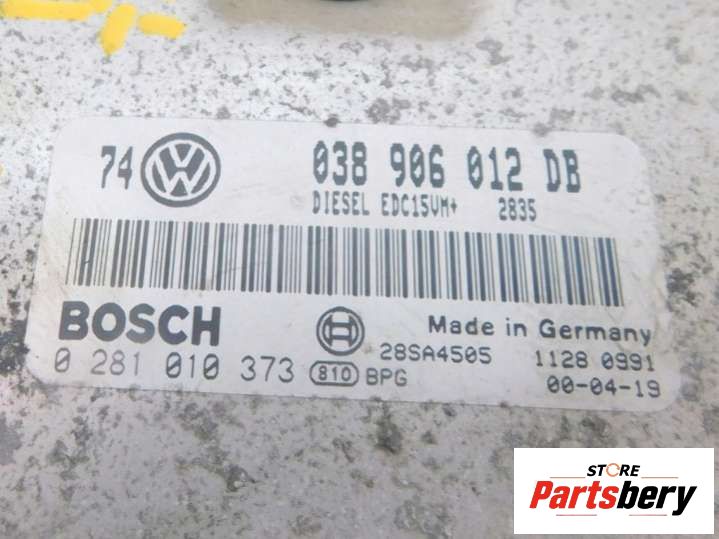 74 VW 038 906 012 DB
DIESEL EDC15VM+ 2835
BOSCH Made in Germany
28SA4505 1128 0991
0 281 010 373 810 BPG 00-04-19
STORE
Partsbery